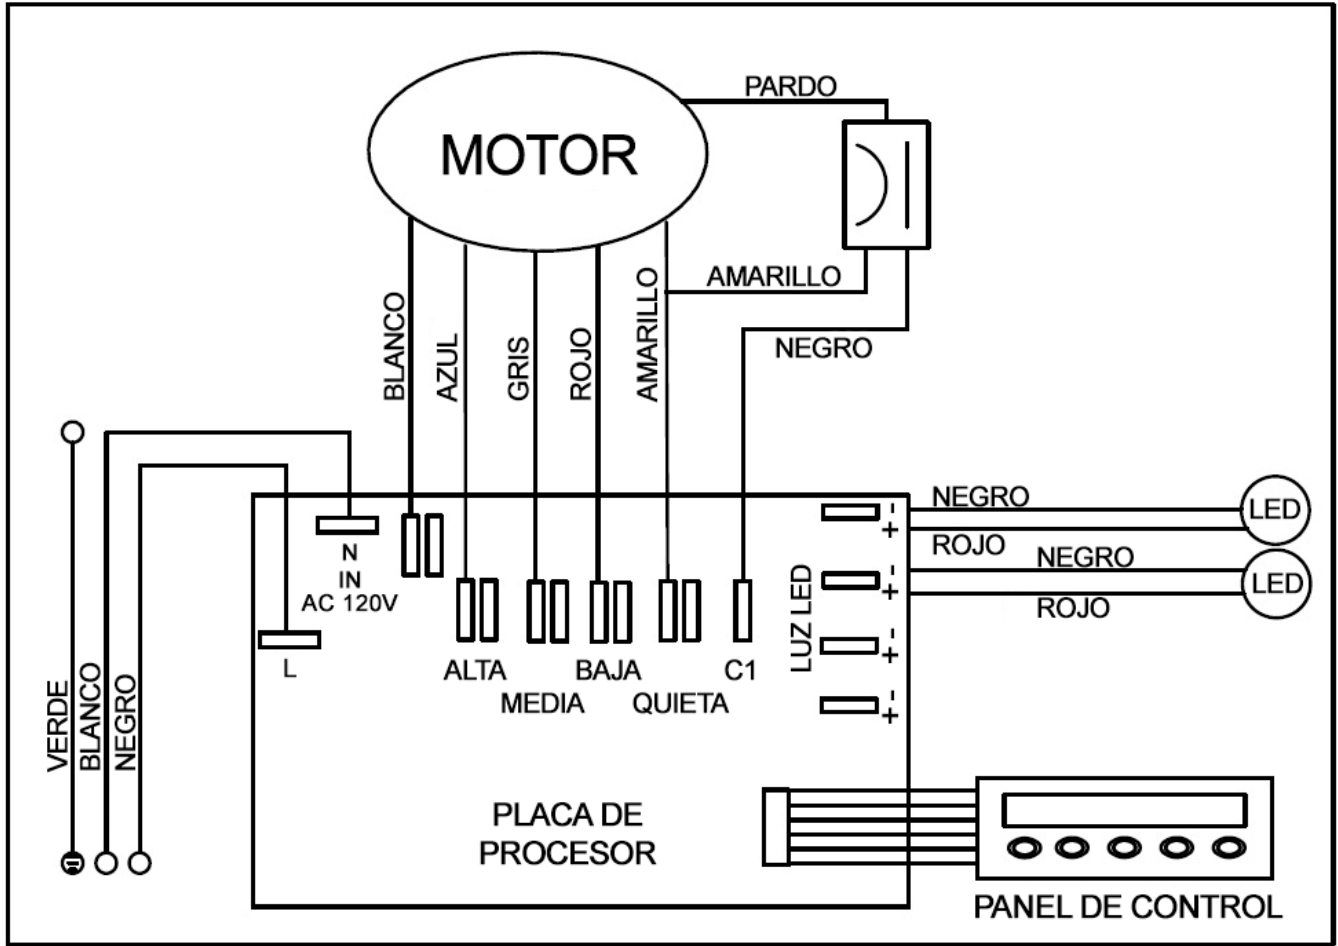 PARDO
MOTOR
AMARILLO
NEGRO
BLANCO
AZUL
GRIS
ROJO
AMARILLO
NEGRO
ROJO
LED
NEGRO
ROJO
LED
N
IN
AC 120V
L
ALTA
MEDIA
BAJA
QUIETA
C1
LUZ LED
-
+
-
+
-
+
-
+
VERDE
BLANCO
NEGRO
PLACA DE
PROCESOR
PANEL DE CONTROL